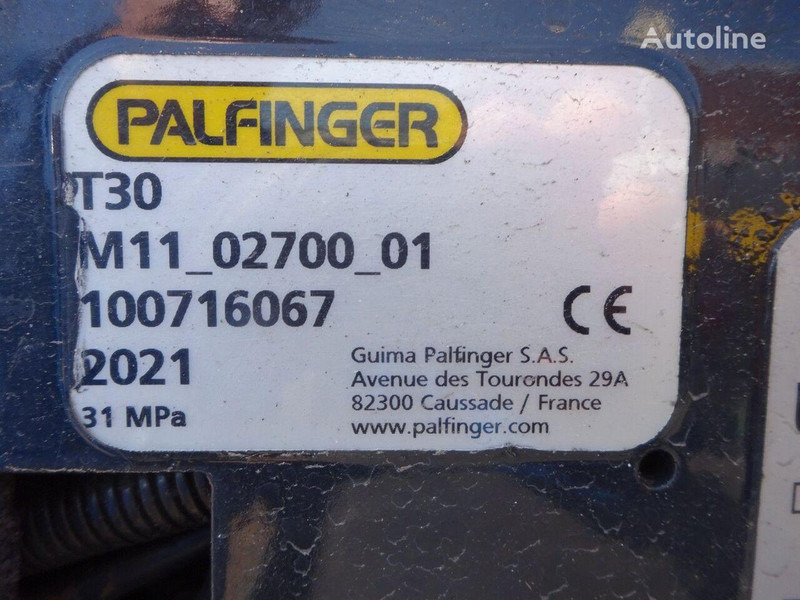 Autoline
PALFINGER
T30
M11_02700_01
100716067
CE
2021
Guima Palfinger S.A.S.
Avenue des Tourondes 29A
82300 Caussade / France
31 MPa
www.palfinger.com